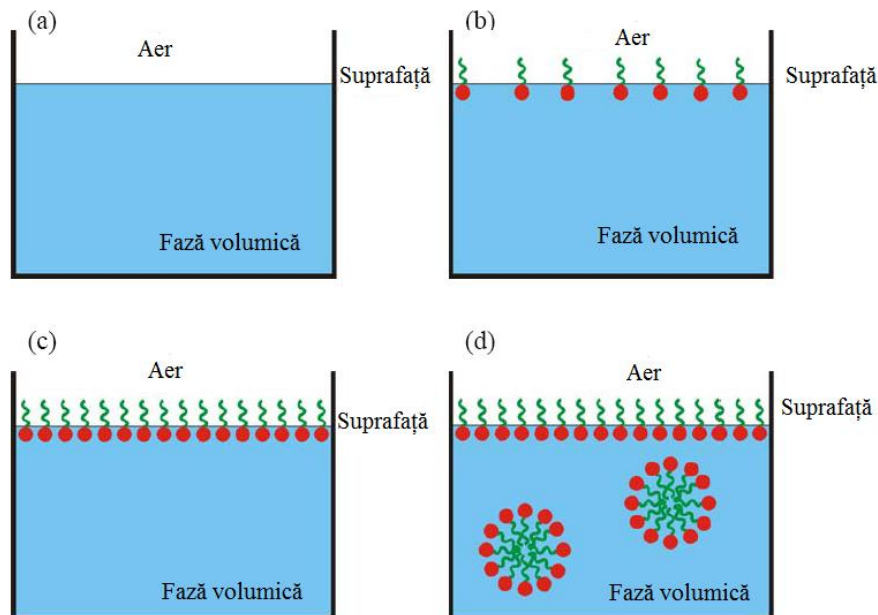 (a)
Aer
Suprafață
Fază volumică
(b)
Aer
Suprafață
Fază volumică
(c)
Aer
Suprafață
Fază volumică
(d)
Aer
Suprafață
Fază volumică